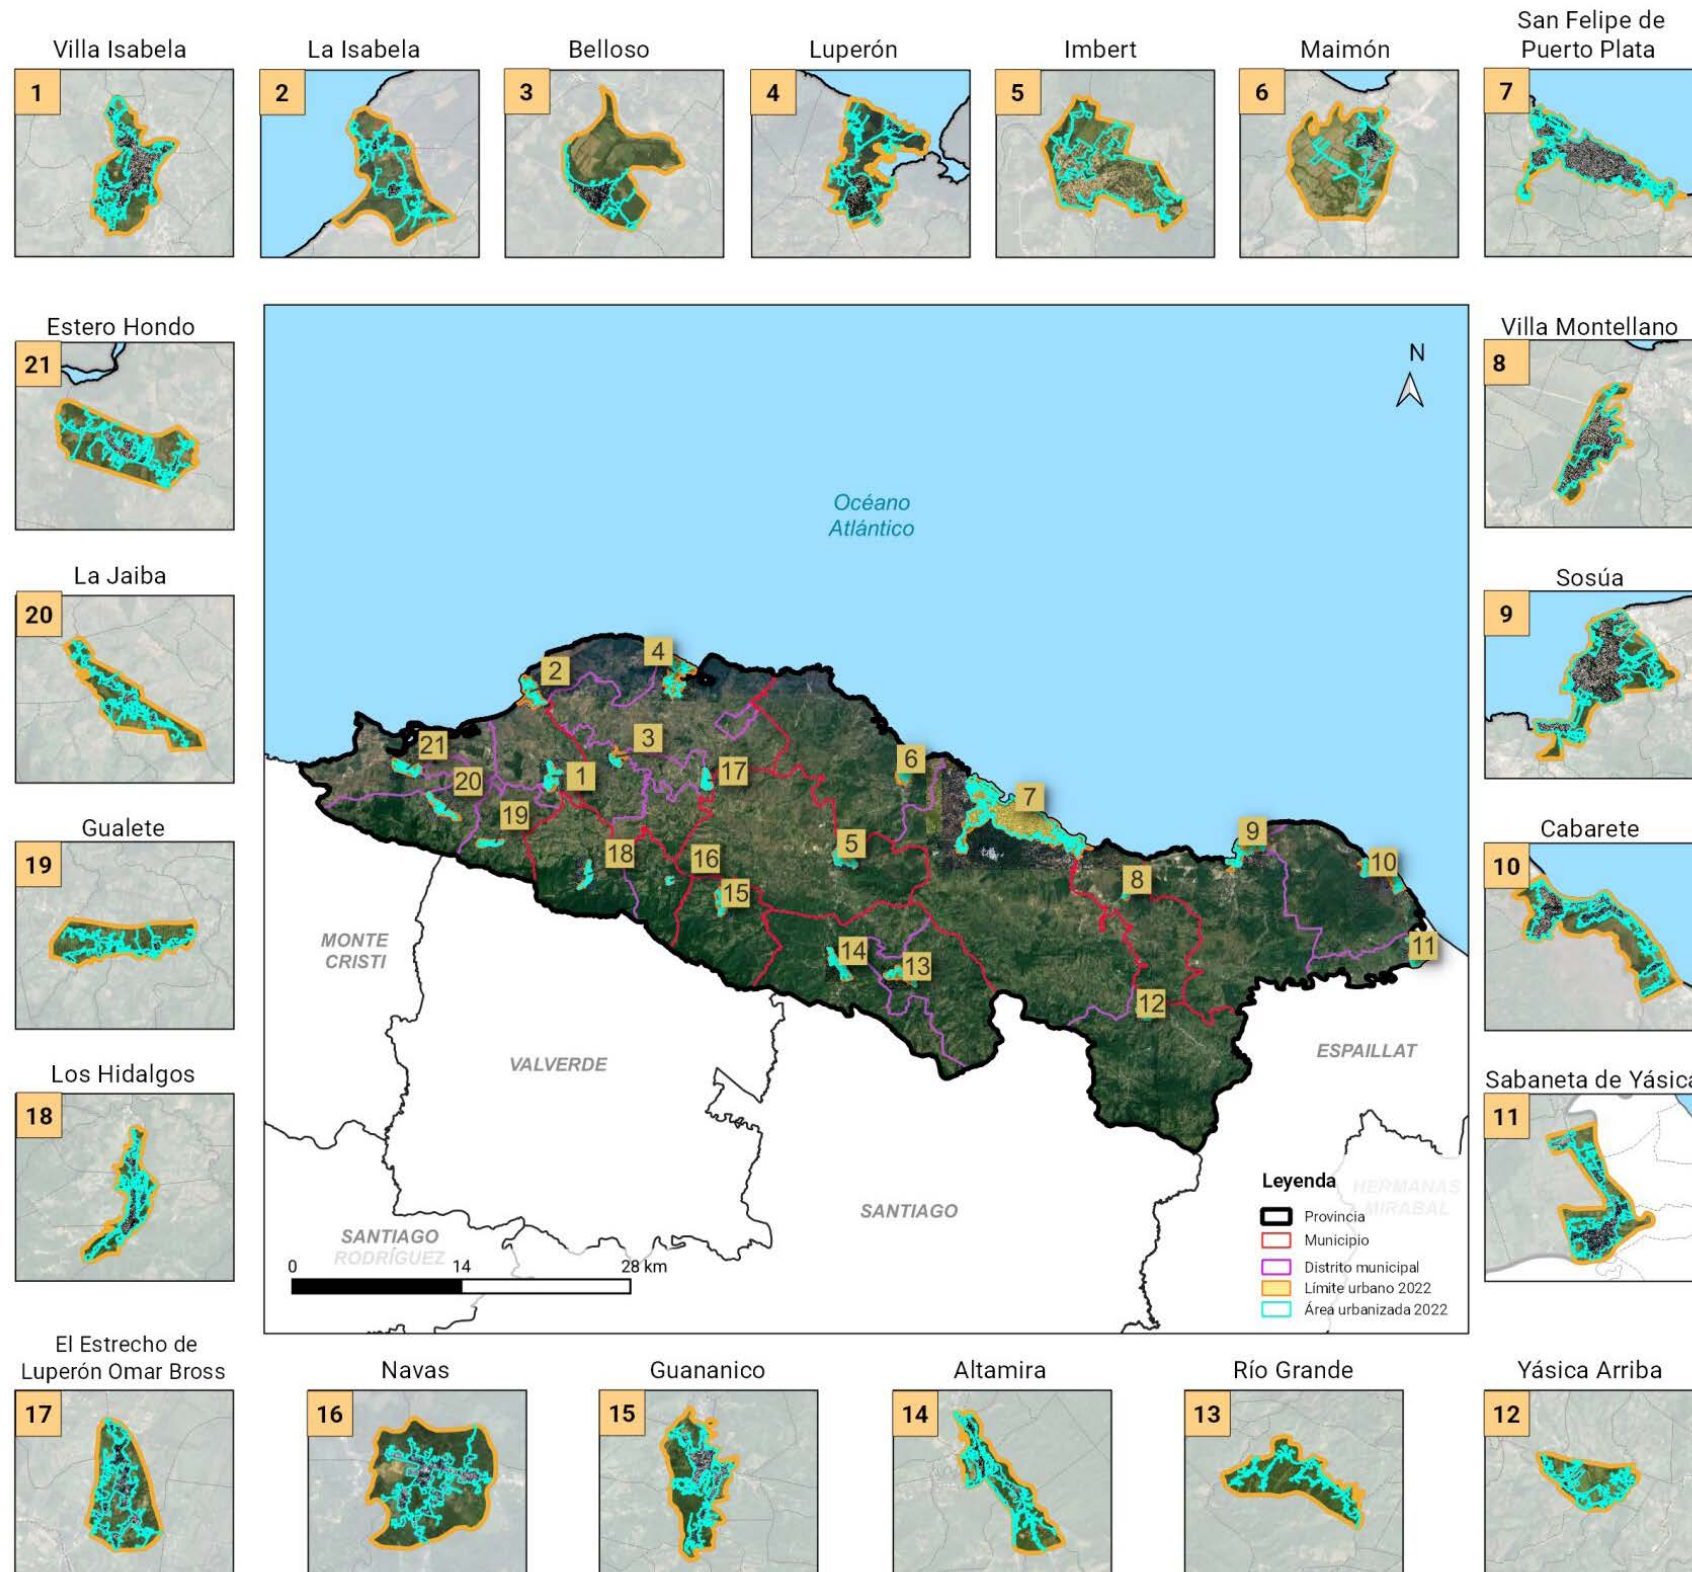 Villa Isabela
1
La Isabela
2
Belloso
3
Luperón
4
Imbert
5
Maimón
6
San Felipe de
Puerto Plata
7
Estero Hondo
21
La Jaiba
20
Gualete
19
Los Hidalgos
18
N
Océano
Atlántico
4
2
3
21
20
1
17
6
7
19
5
9
18
16
10
15
8
14
13
11
12
MONTE
CRISTI
VALVERDE
ESPAILLAT
SANTIAGO
SANTIAGO
RODRÍGUEZ
HERMANAS
MIRABAL
0 14 28 km
Leyenda
Provincia
Municipio
Distrito municipal
Límite urbano 2022
Área urbanizada 2022
Villa Montellano
8
Sosúa
9
Cabarete
10
Sabaneta de Yásica
11
El Estrecho de
Luperón Omar Bross
17
Navas
16
Guananico
15
Altamira
14
Río Grande
13
Yásica Arriba
12